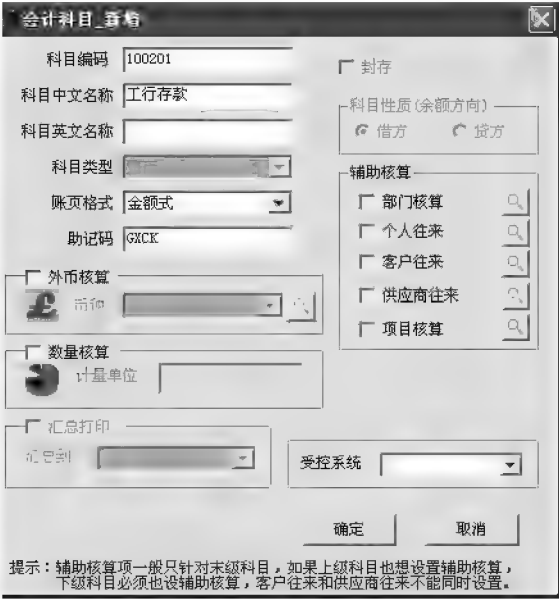 会计科目_新增
科目编码 100201
封存
科目中文名称 工行存款
科目性质(余额方向)
借方 贷方
科目英文名称
科目类型
账页格式 金额式
助记码 GXCK
辅助核算
部门核算
个人往来
客户往来
供应商往来
项目核算
外币核算
币种
数量核算
计量单位
汇总打印
汇总到
受控系统
确定 取消
提示：辅助核算项一般只针对末级科目，如果上级科目也想设置辅助核算，
下级科目必须也设辅助核算，客户往来和供应商往来不能同时设置。